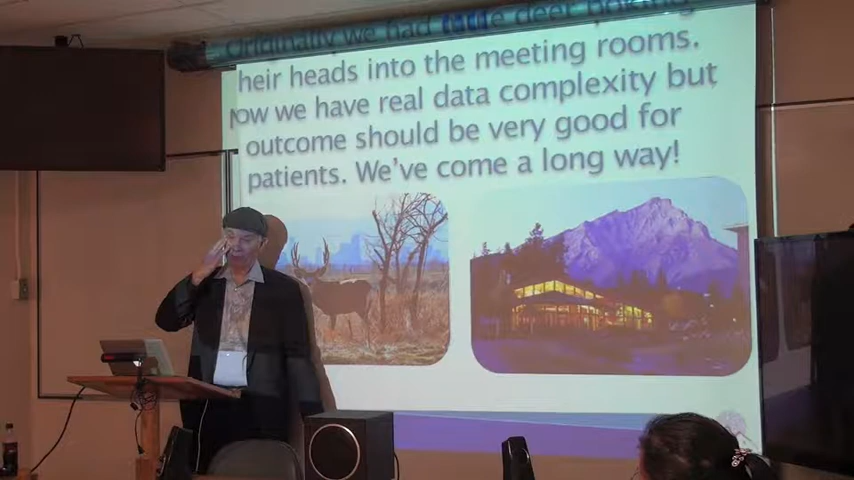 Originally we had
heir heads into the meeting rooms.
ow we have real data complexity but
outcome should be very good for
patients. We've come a long way!